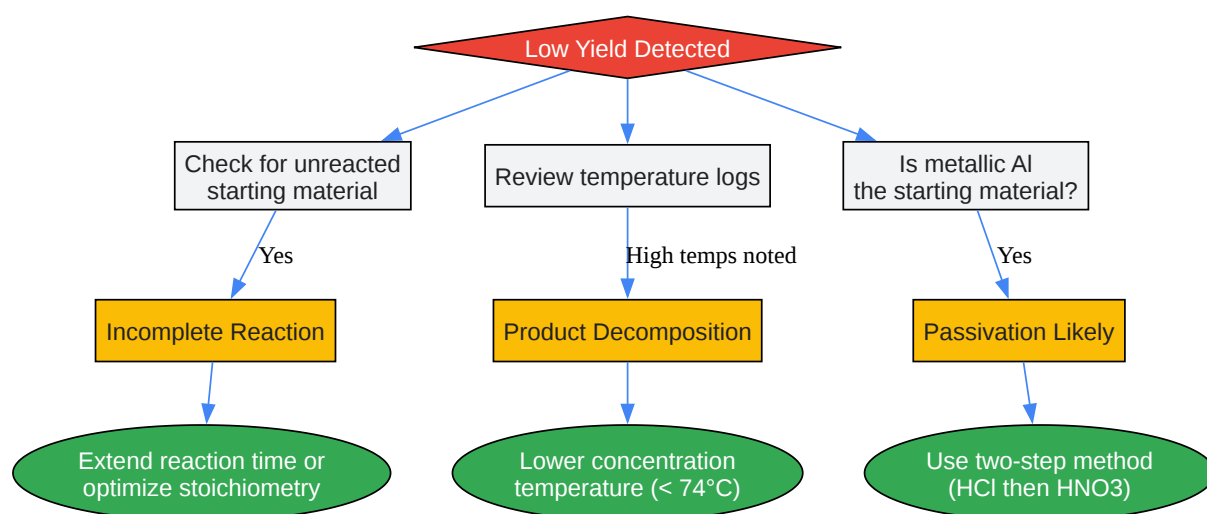 Low Yield Detected
Check for unreacted
starting material
Review temperature logs
Is metallic Al
the starting material?
Yes
High temps noted
Yes
Incomplete Reaction
Product Decomposition
Passivation Likely
Extend reaction time or
optimize stoichiometry
Lower concentration
temperature (< 74°C)
Use two-step method
(HCl then HNO3)